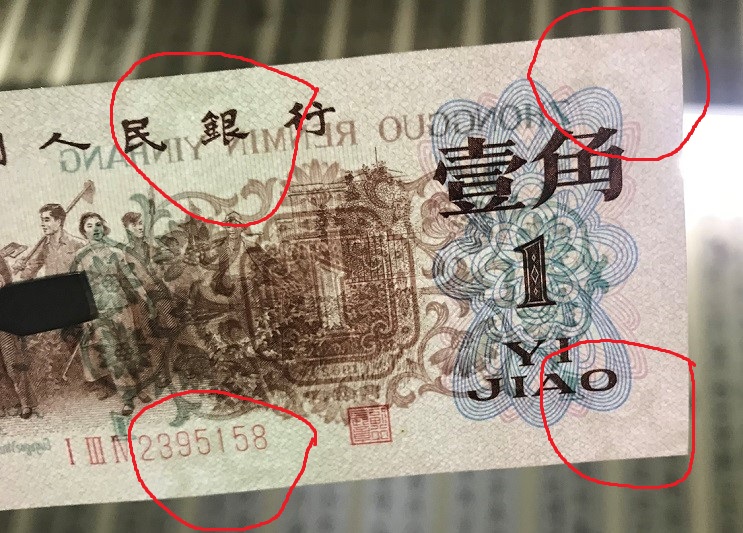 人民銀行
ZHONGGUO RENMIN YINHANG
壹角
1
YI
JIAO
I III IV 2395158